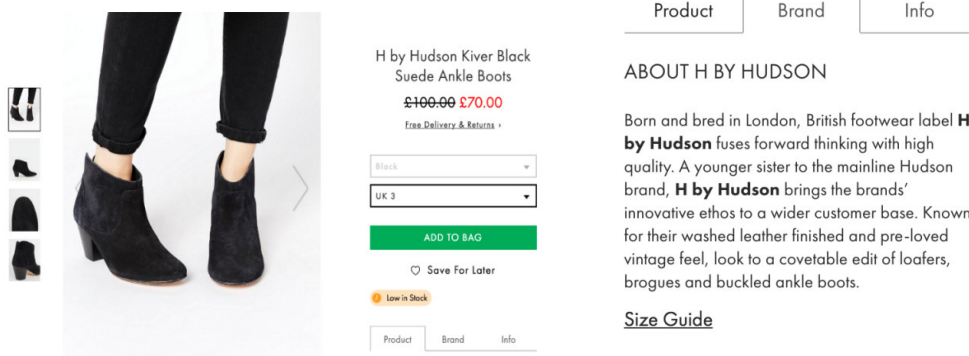 H by Hudson Kiver Black
Suede Ankle Boots
£100.00 £70.00
Free Delivery & Returns ›
Black
UK 3
ADD TO BAG
Save For Later
Low in Stock
Product Brand Info
Product Brand Info
ABOUT H BY HUDSON
Born and bred in London, British footwear label H
by Hudson fuses forward thinking with high
quality. A younger sister to the mainline Hudson
brand, H by Hudson brings the brands’
innovative ethos to a wider customer base. Known
for their washed leather finished and pre-loved
vintage feel, look to a covetable edit of loafers,
brogues and buckled ankle boots.
Size Guide